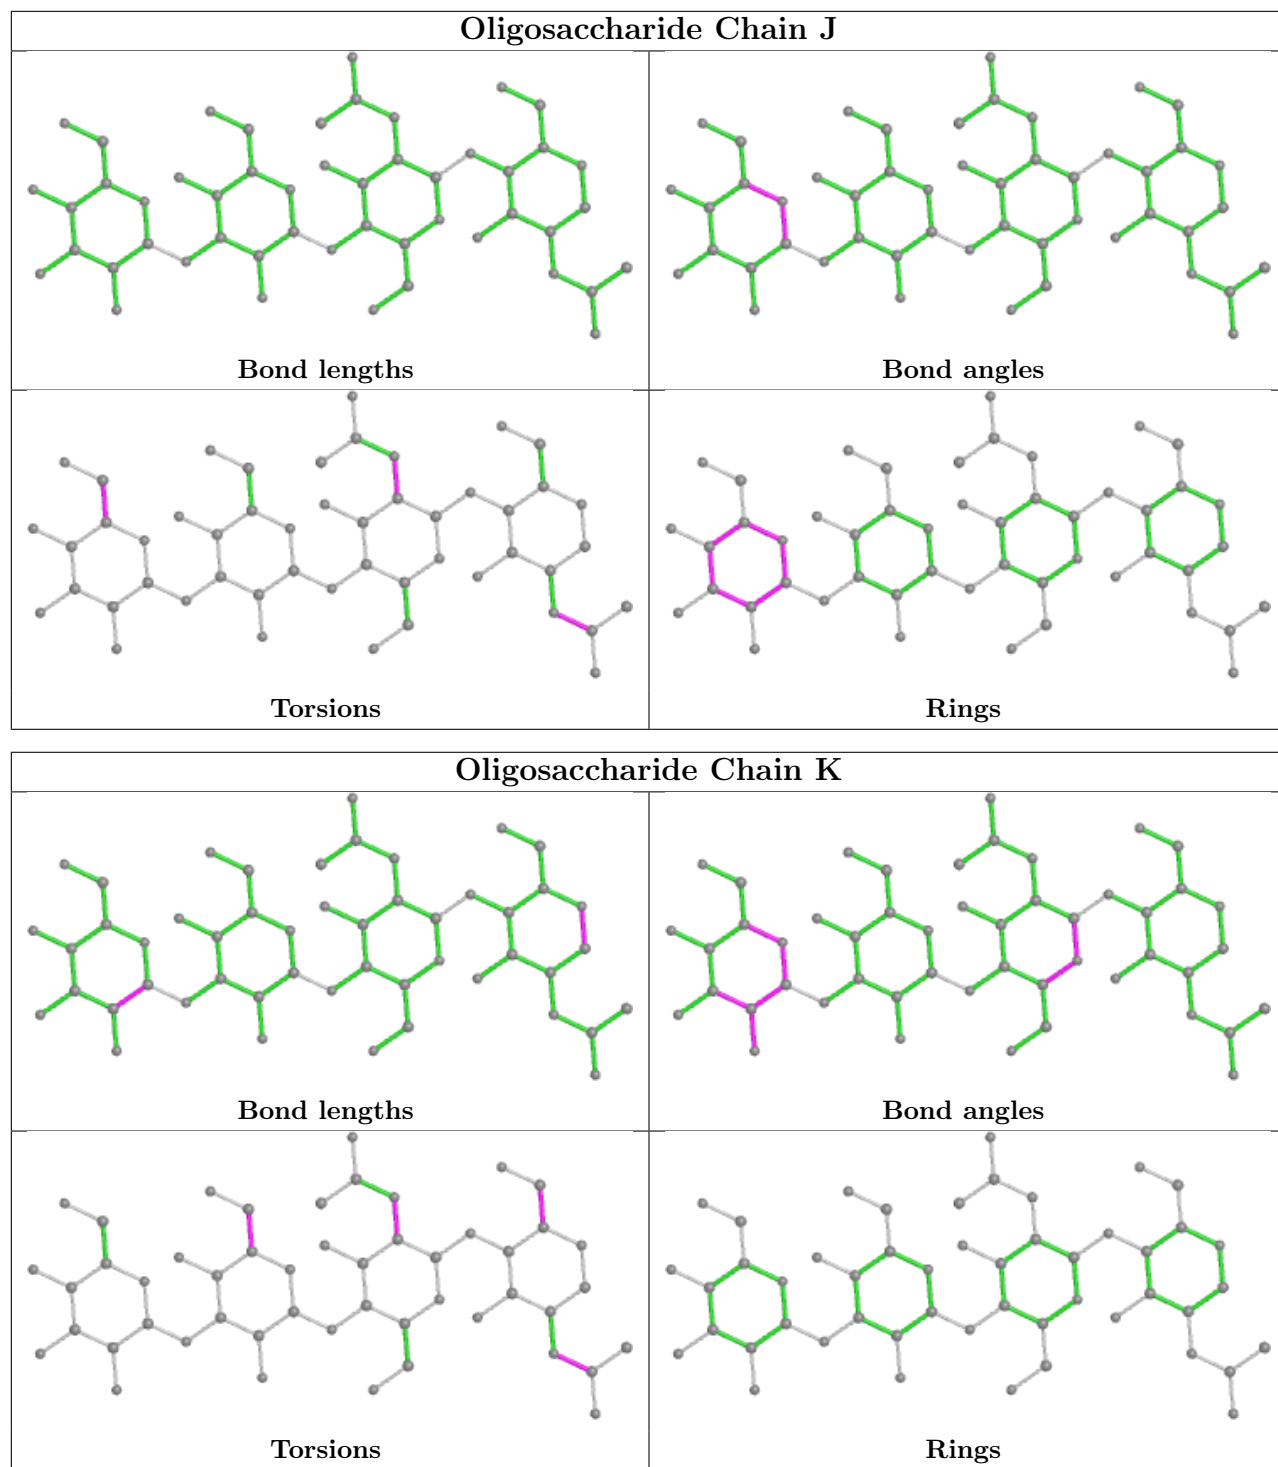 Oligosaccharide Chain J
Bond lengths
Bond angles
Torsions
Rings
Oligosaccharide Chain K
Bond lengths
Bond angles
Torsions
Rings